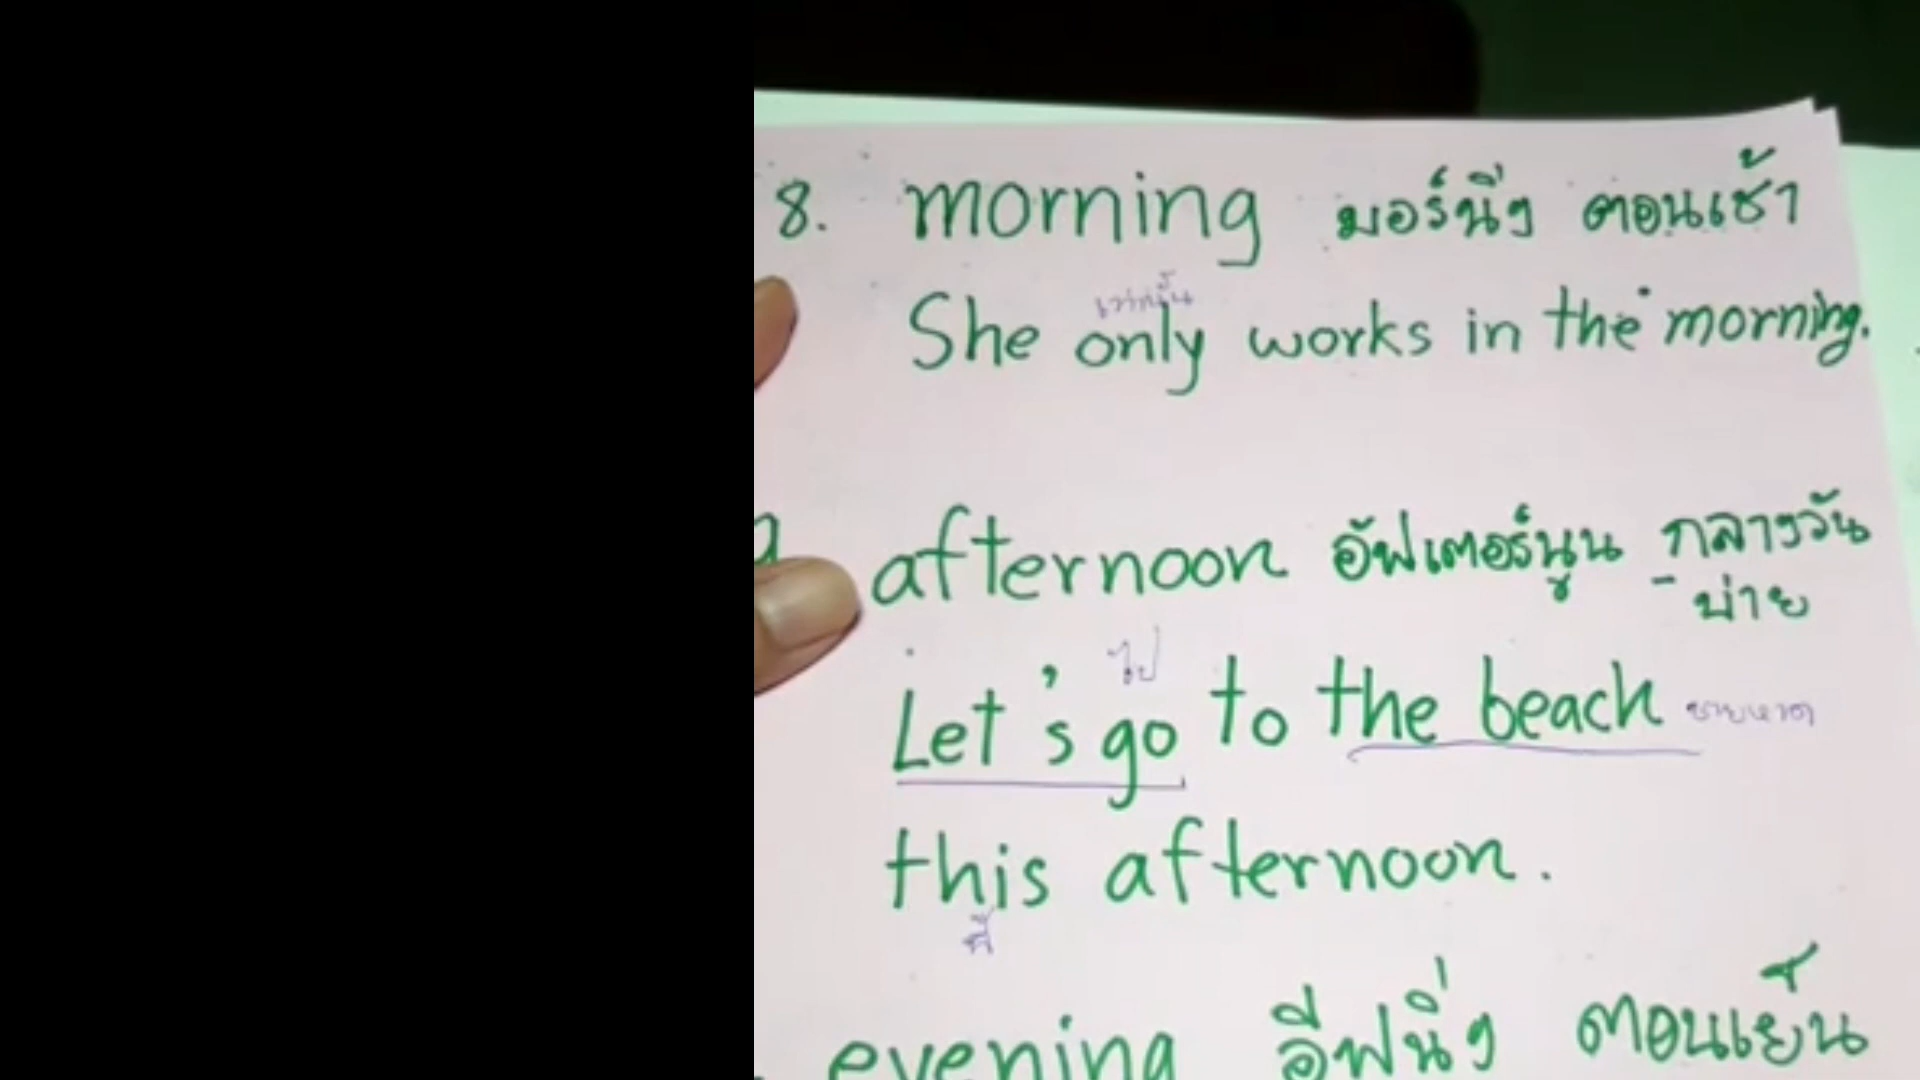 8. morning มอร์นิ่ง ตอนเช้า
เท่านั้น
She only works in the morning.
9 afternoon อัฟเตอร์นูน กลางวัน
- บ่าย
ไป
Let's go to the beach ชายหาด
this afternoon.
นี้
evening อีฟนิ่ง ตอนเย็น